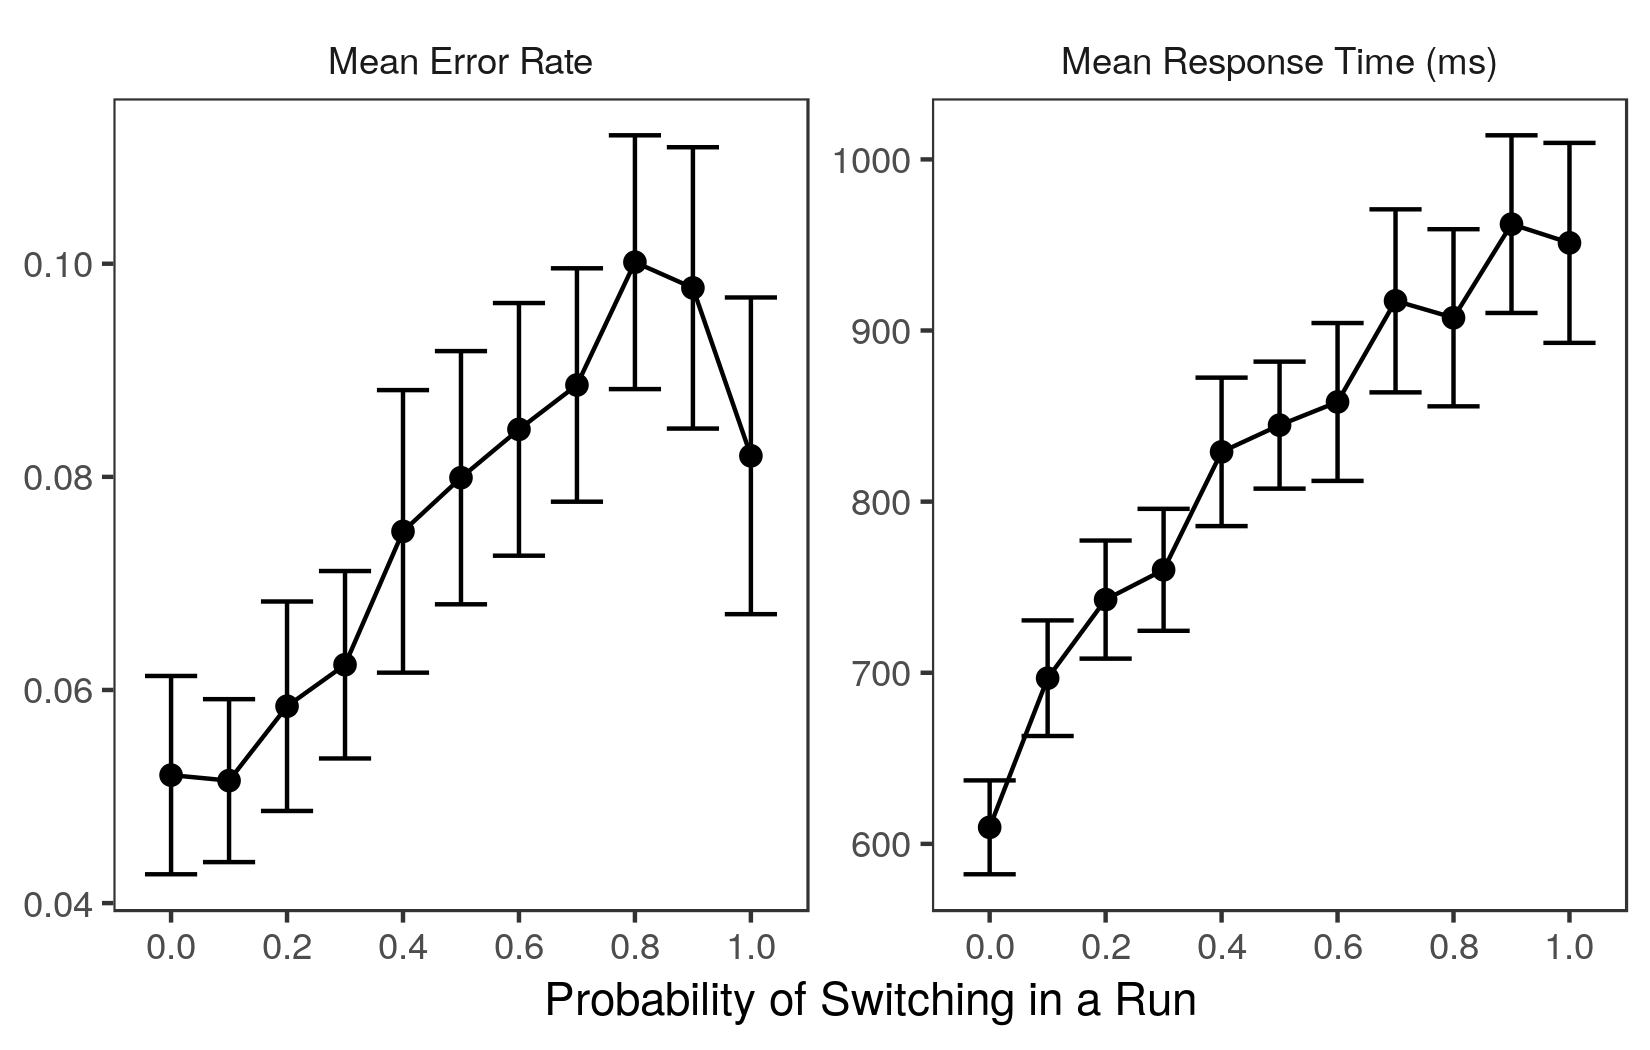 Mean Error Rate
Mean Response Time (ms)
0.10
0.08
0.06
0.04
1000
900
800
700
600
0.0 0.2 0.4 0.6 0.8 1.0
0.0 0.2 0.4 0.6 0.8 1.0
Probability of Switching in a Run